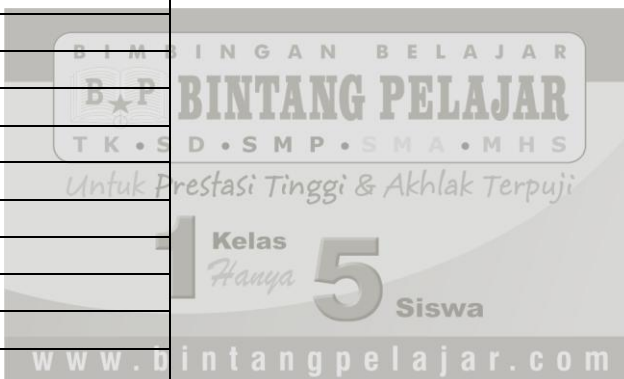 BIMBINGAN BELAJAR
B P BINTANG PELAJAR
TK • SD • SMP • SMA • MHS
Untuk Prestasi Tinggi & Akhlak Terpuji
1 Kelas
Hanya 5
Siswa
www.bintangpelajar.com